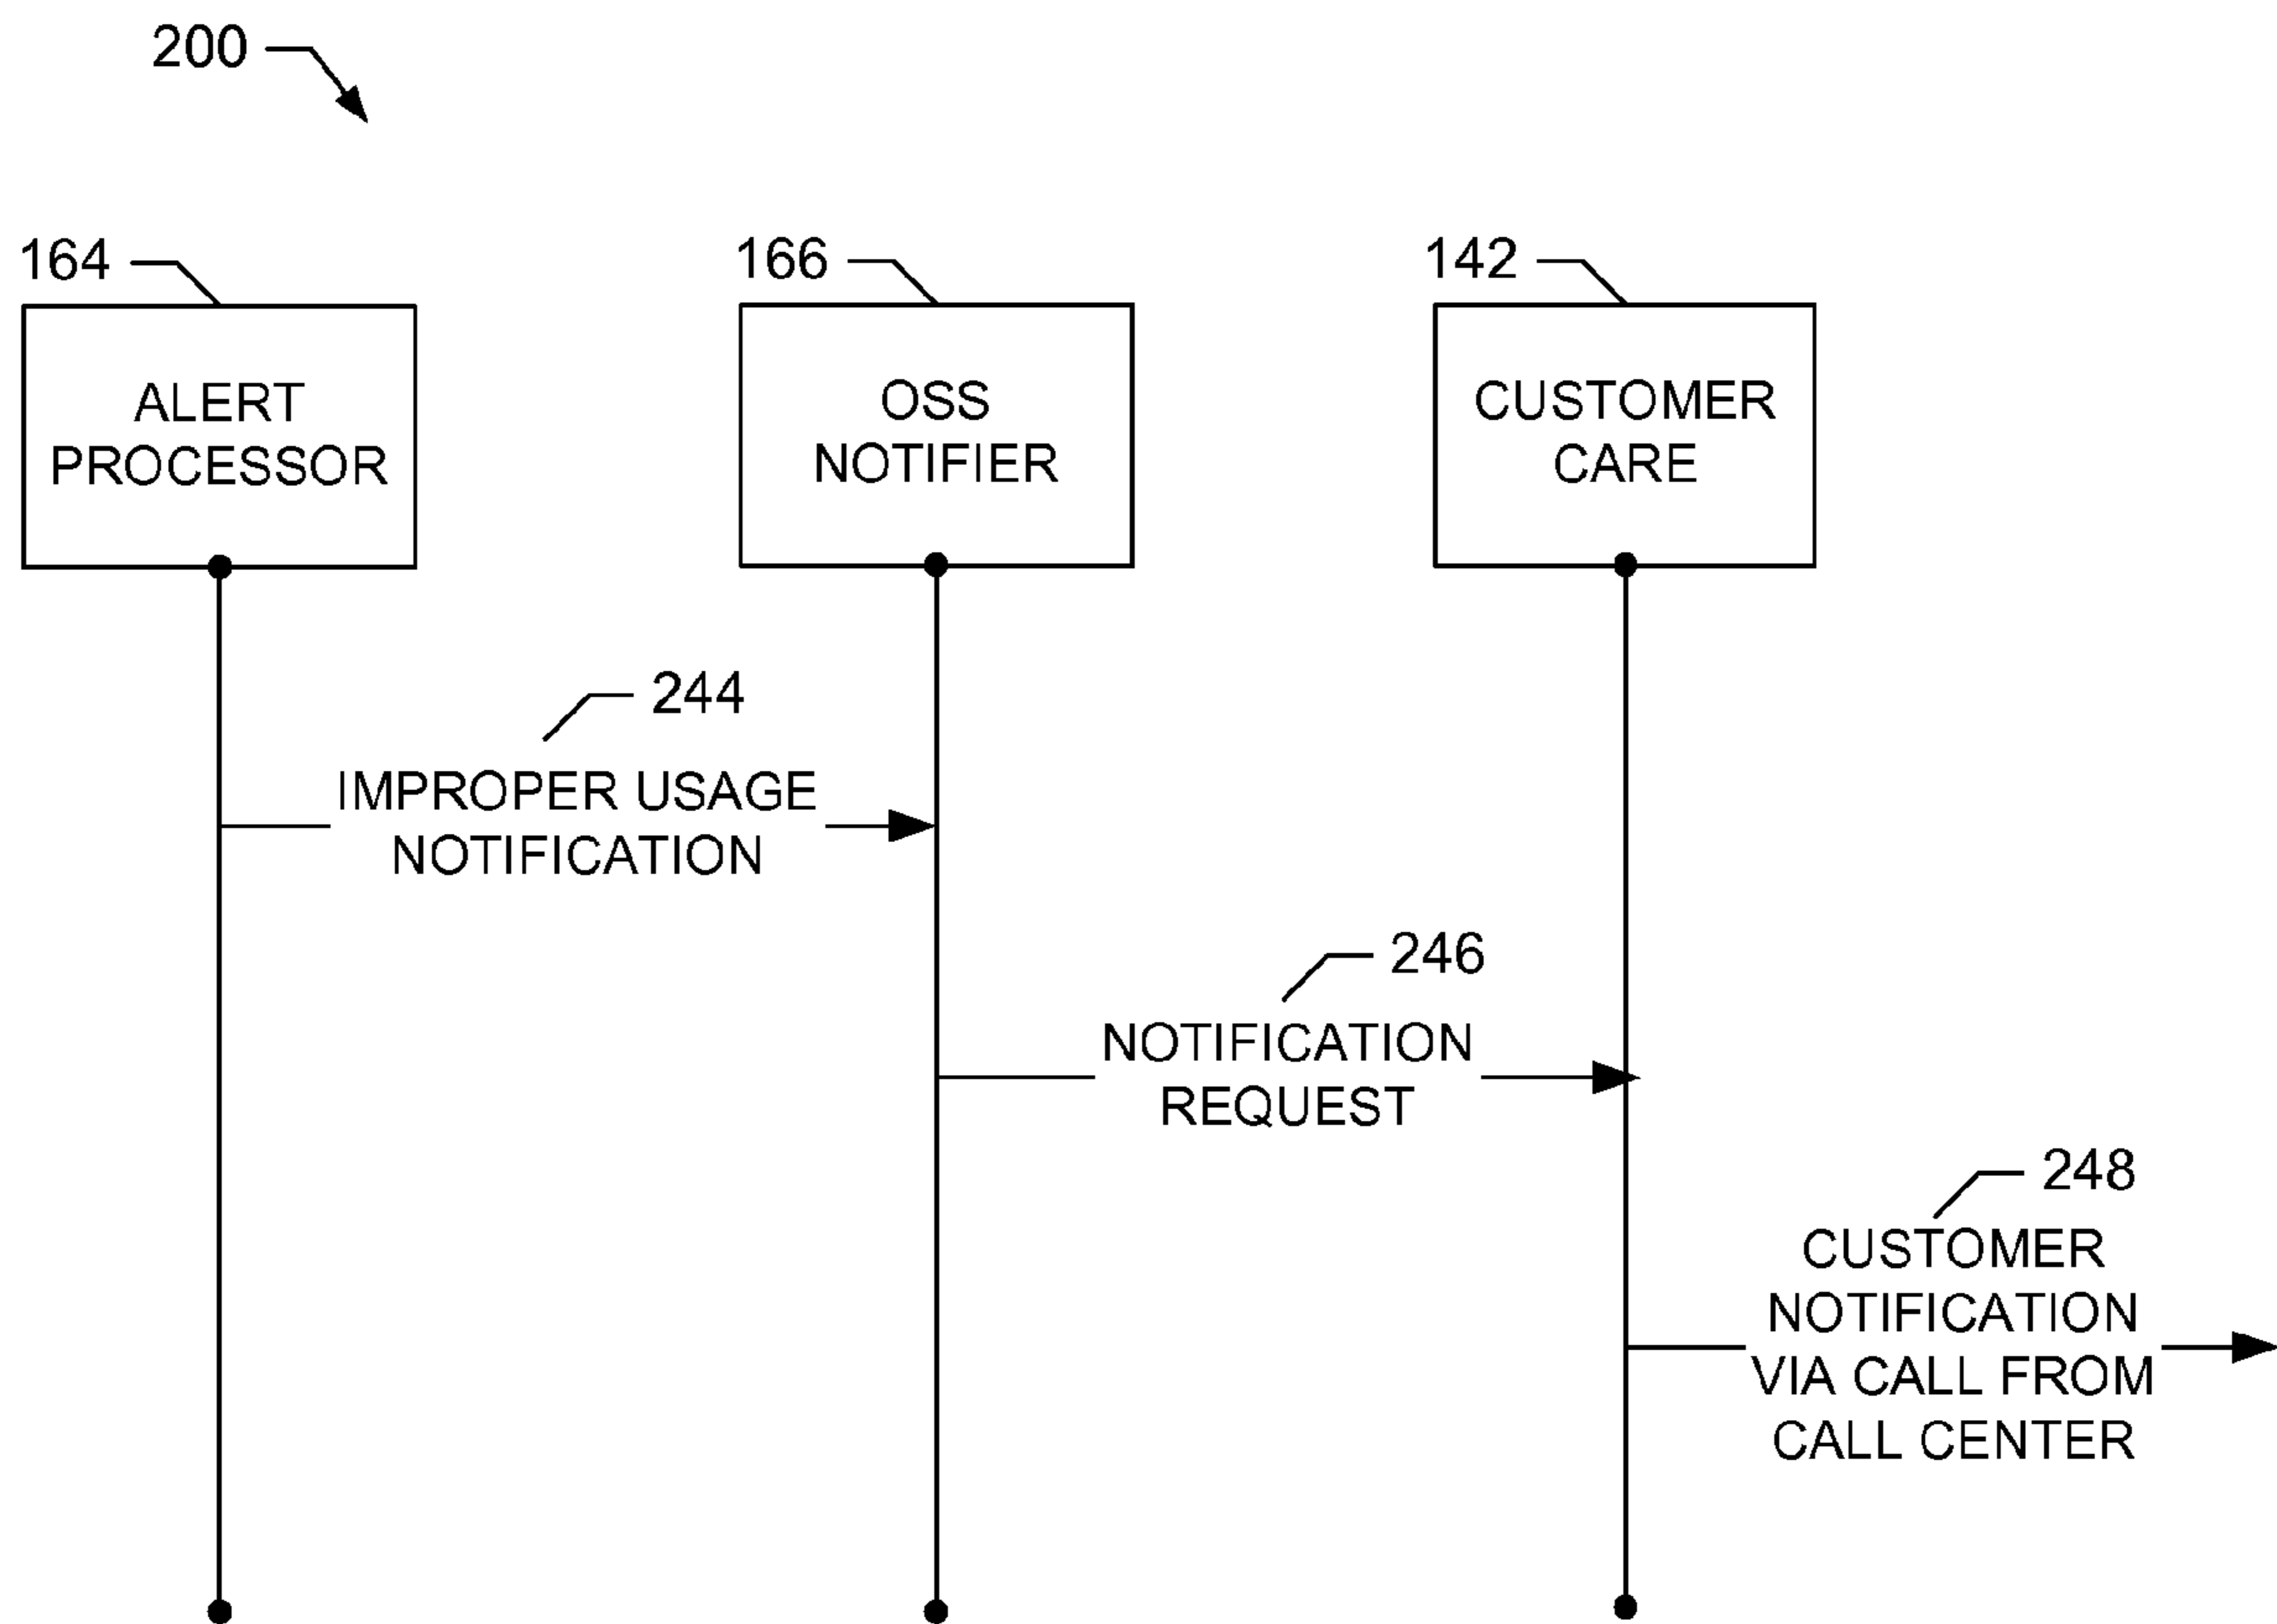 200
164
166
142
ALERT
PROCESSOR
OSS
NOTIFIER
CUSTOMER
CARE
244
IMPROPER USAGE
NOTIFICATION
246
NOTIFICATION
REQUEST
248
CUSTOMER
NOTIFICATION
VIA CALL FROM
CALL CENTER